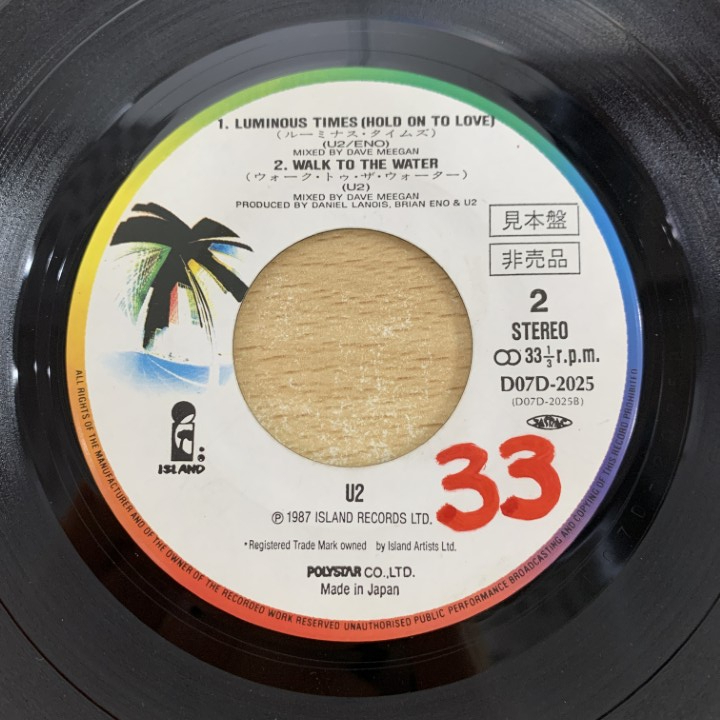 1. LUMINOUS TIMES (HOLD ON TO LOVE)
(ルーミナス・タイムズ)
(U2/ENO)
MIXED BY DAVE MEEGAN
2. WALK TO THE WATER
(ウォーク・トゥ・ザ・ウォーター)
(U2)
MIXED BY DAVE MEEGAN
PRODUCED BY DANIEL LANOIS, BRIAN ENO & U2
見本盤
非売品
2
STEREO
33⅓r.p.m.
D07D-2025
(D07D-2025B)
JASRAC
ISLAND
33
U2
℗ 1987 ISLAND RECORDS LTD.
•Registered Trade Mark owned by Island Artists Ltd.
POLYSTAR CO.,LTD.
Made in Japan
ALL RIGHTS OF THE MANUFACTURER AND OF THE OWNER OF THE RECORDED WORK RESERVED UNAUTHORISED PUBLIC PERFORMANCE BROADCASTING AND COPYING OF THIS RECORD PROHIBITED